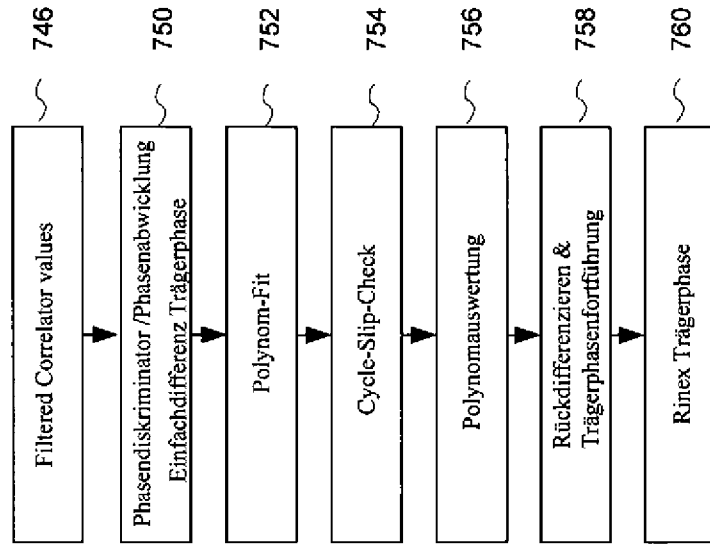 Filtered Correlator values
746
Phasendiskriminator /Phasenabwicklung
Einfachdifferenz Trägerphase
750
Polynom-Fit
752
Cycle-Slip-Check
754
Polynomauswertung
756
Rückdifferenzieren &
Trägerphasenfortführung
758
Rinex Trägerphase
760